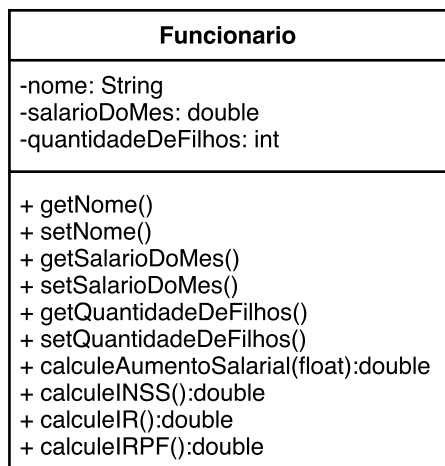 Funcionario
-nome: String
-salarioDoMes: double
-quantidadeDeFilhos: int
+ getNome()
+ setNome()
+ getSalarioDoMes()
+ setSalarioDoMes()
+ getQuantidadeDeFilhos()
+ setQuantidadeDeFilhos()
+ calculeAumentoSalarial(float):double
+ calculeINSS():double
+ calculeIR():double
+ calculeIRPF():double